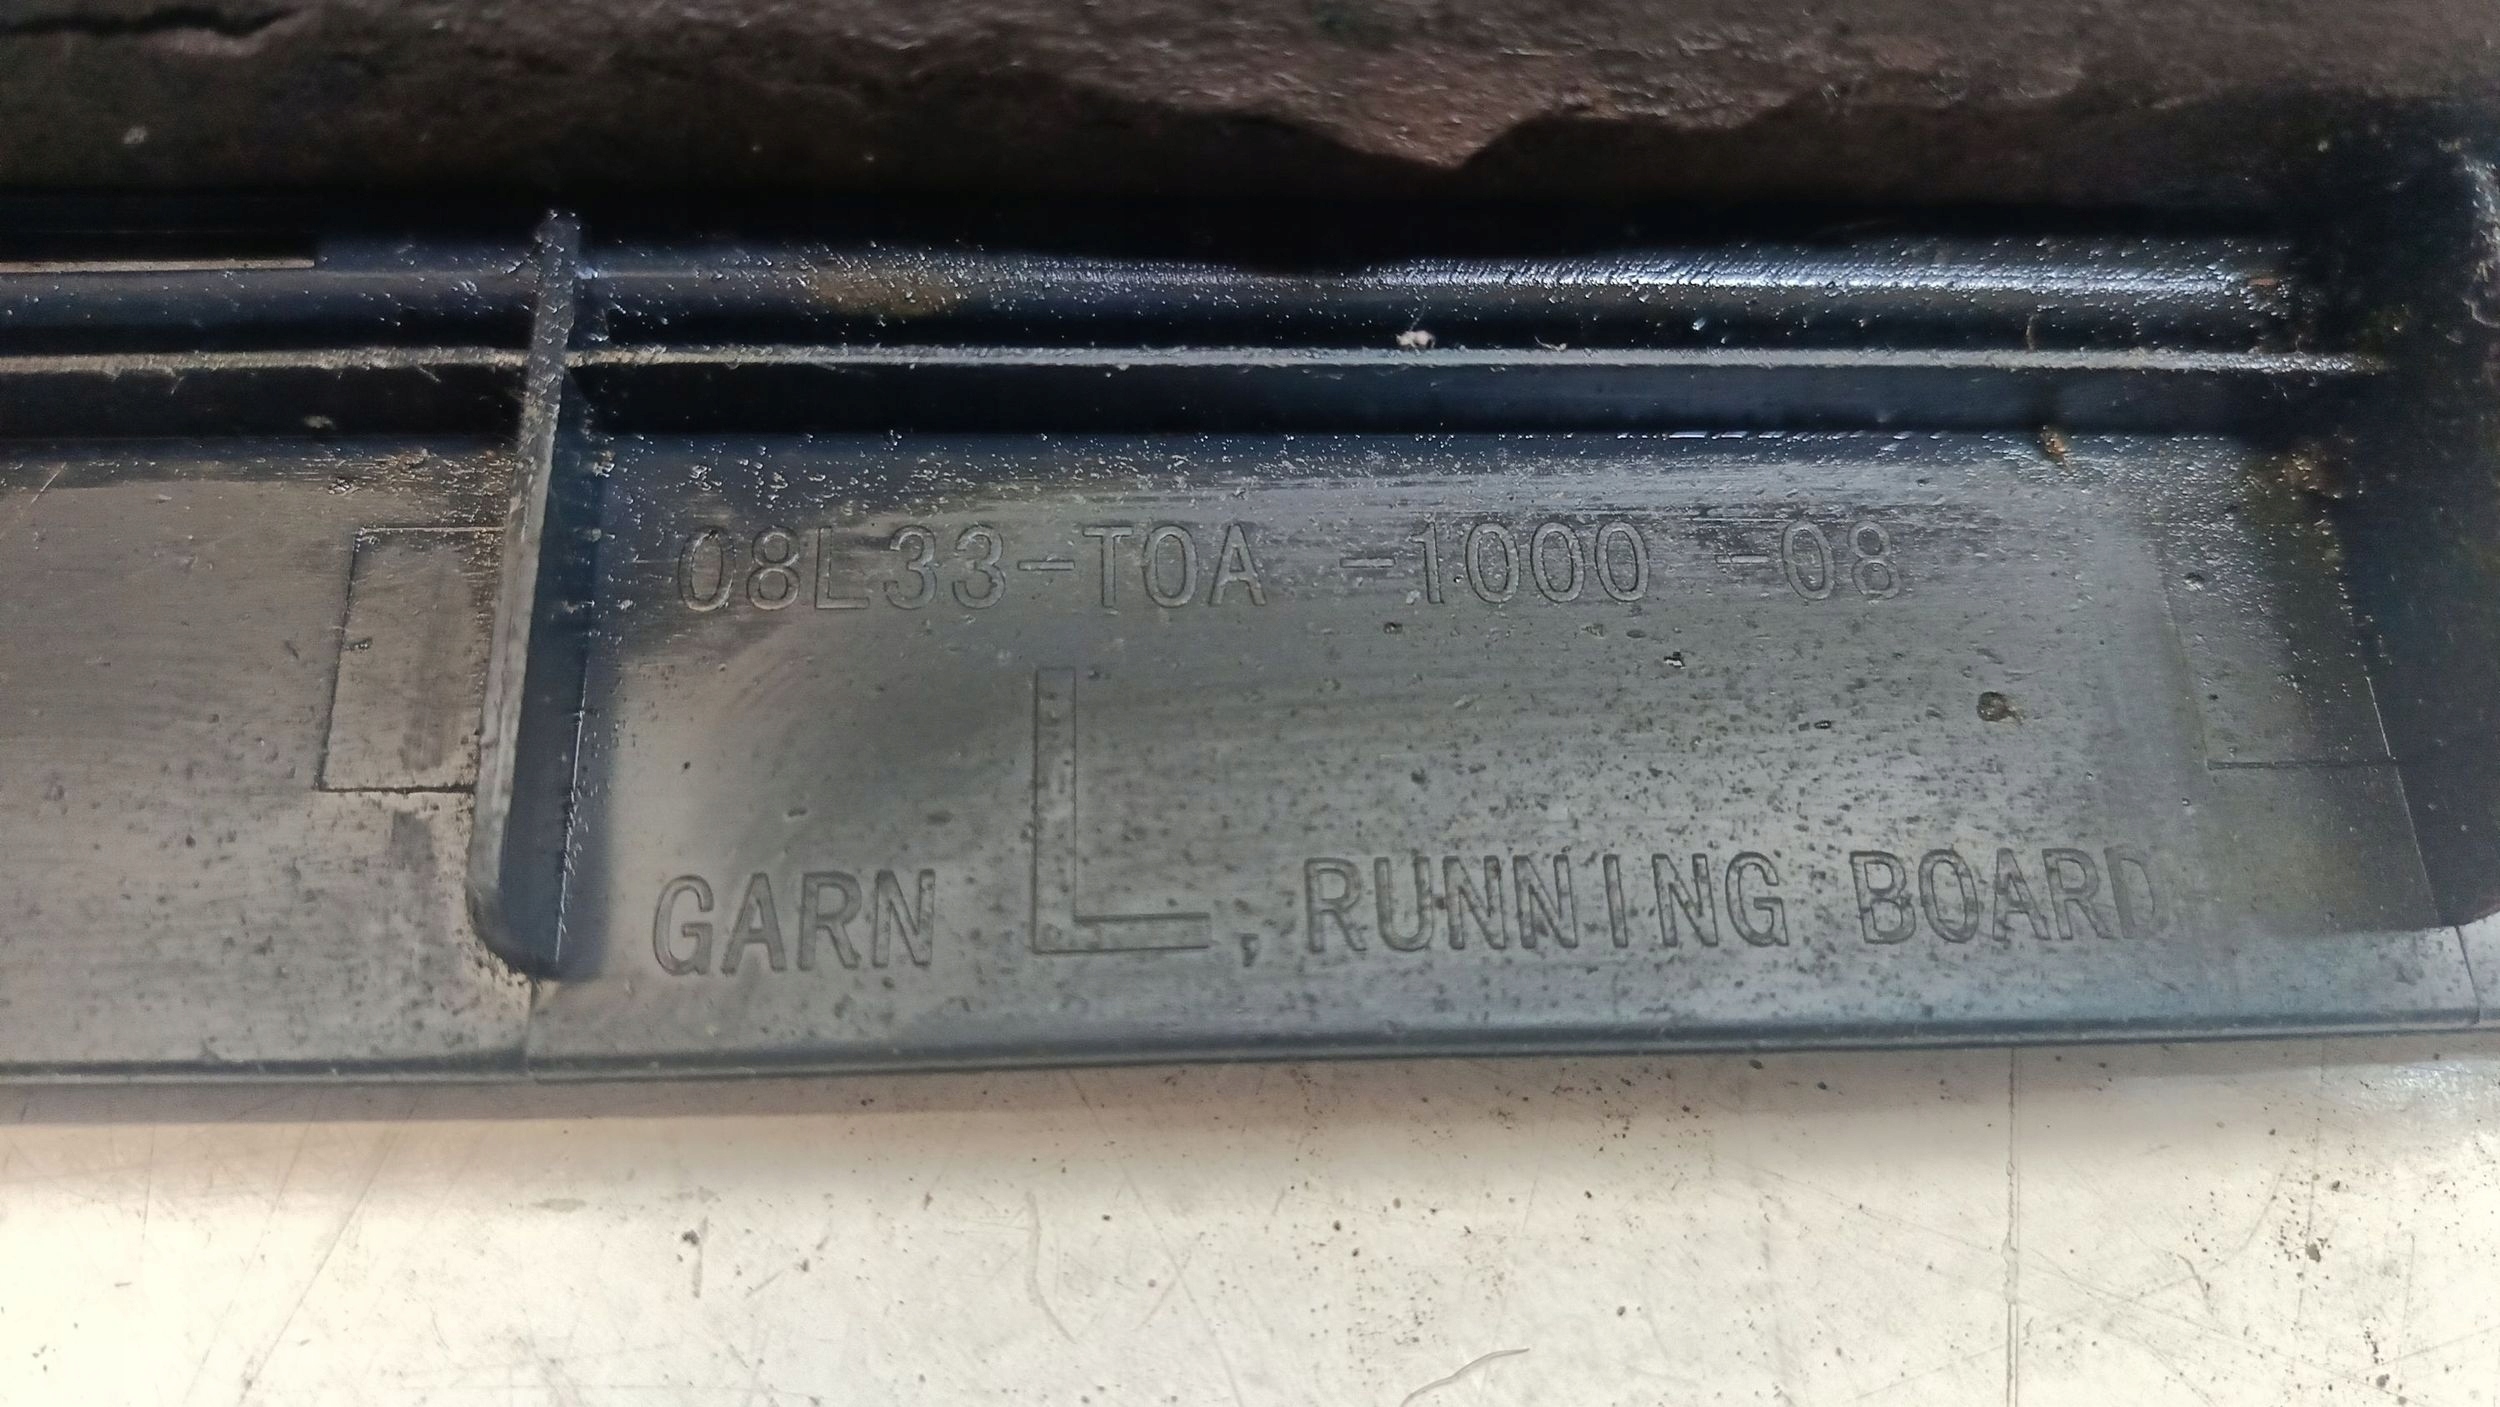 08L33-T0A -1000 -08
GARN L, RUNNING BOARD